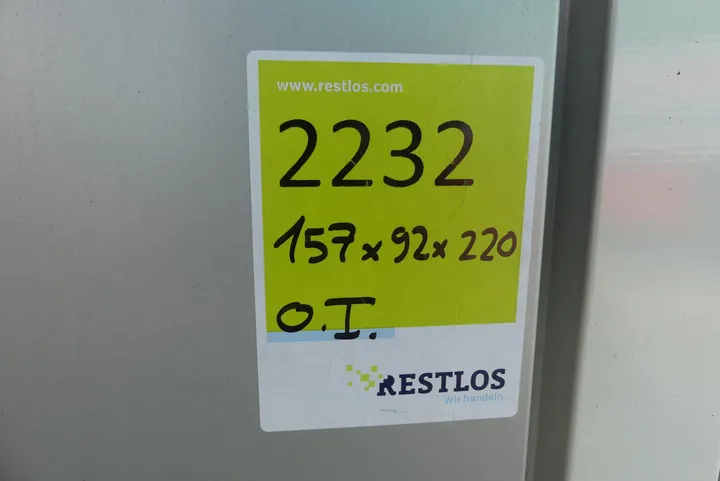 www.restlos.com
2232
157 x 92 x 220
O.I.
RESTLOS
Wir handeln.